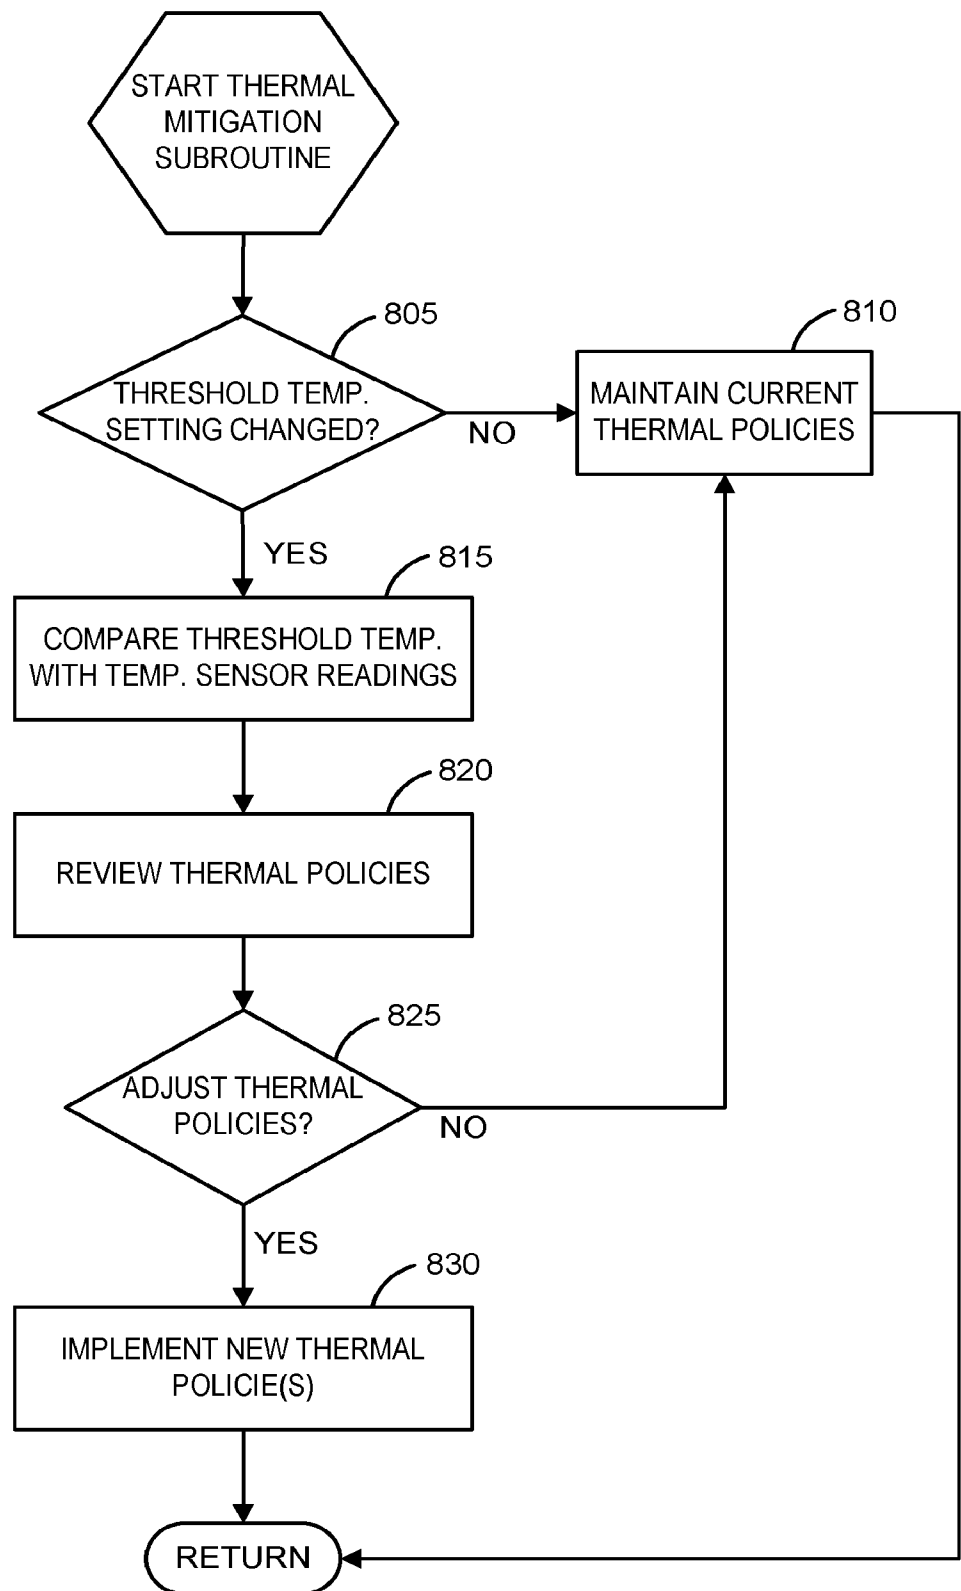 START THERMAL
MITIGATION
SUBROUTINE
805
THRESHOLD TEMP.
SETTING CHANGED?
NO
810
MAINTAIN CURRENT
THERMAL POLICIES
YES
815
COMPARE THRESHOLD TEMP.
WITH TEMP. SENSOR READINGS
820
REVIEW THERMAL POLICIES
825
ADJUST THERMAL
POLICIES?
NO
YES
830
IMPLEMENT NEW THERMAL
POLICIE(S)
RETURN